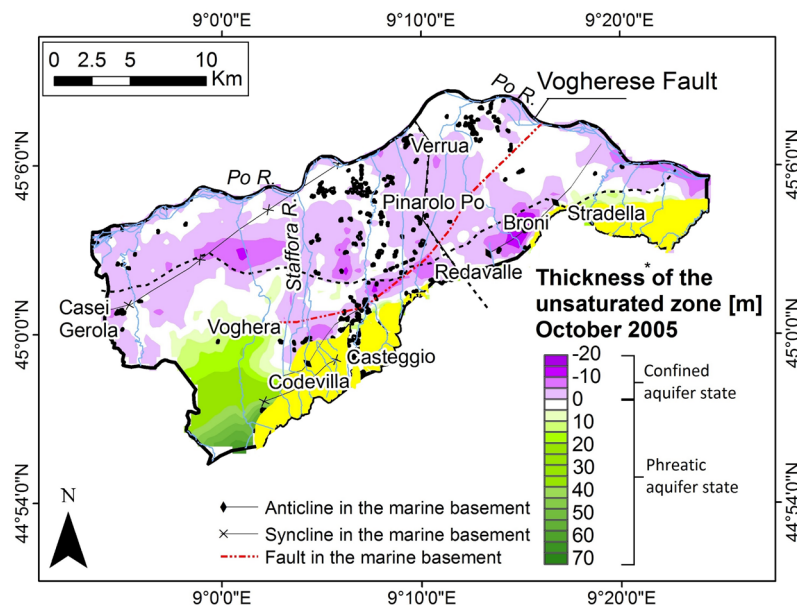 9°0'0"E 9°10'0"E 9°20'0"E
0 2.5 5 10
Km
Po R.
Vogherese Fault
45°6'0"N
45°6'0"N
Verrua
Po R.
Pinarolo Po
Staffora R.
Broni
Stradella
Redavalle
Casei
Gerola
Voghera
45°0'0"N
45°0'0"N
Casteggio
Codevilla
Thickness* of the
unsaturated zone [m]
October 2005
-20
-10
0
10
20
30
40
50
60
70
Confined
aquifer state
Phreatic
aquifer state
44°54'0"N
44°54'0"N
N
Anticline in the marine basement
Syncline in the marine basement
Fault in the marine basement
9°0'0"E 9°10'0"E 9°20'0"E